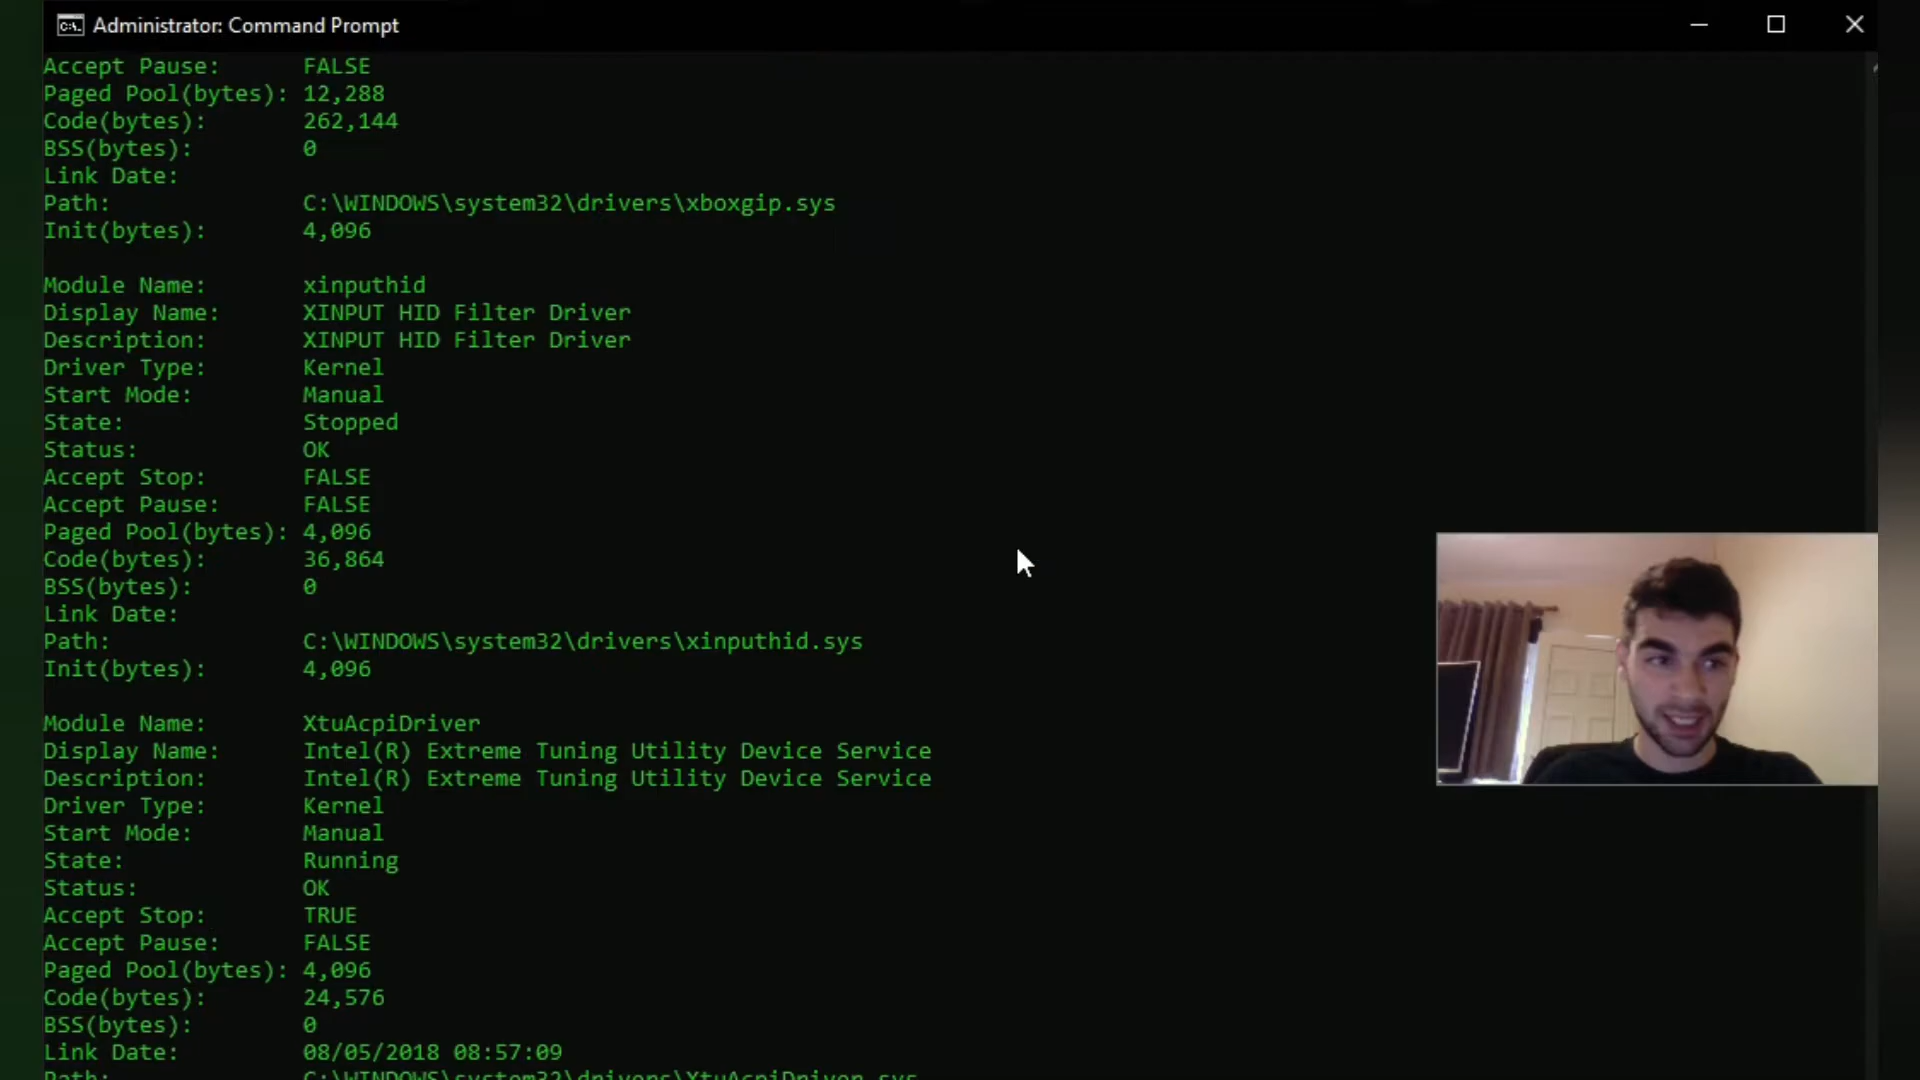 Administrator: Command Prompt
Accept Pause: FALSE
Paged Pool(bytes): 12,288
Code(bytes): 262,144
BSS(bytes): 0
Link Date:
Path: C:\WINDOWS\system32\drivers\xboxgip.sys
Init(bytes): 4,096
Module Name: xinputhid
Display Name: XINPUT HID Filter Driver
Description: XINPUT HID Filter Driver
Driver Type: Kernel
Start Mode: Manual
State: Stopped
Status: OK
Accept Stop: FALSE
Accept Pause: FALSE
Paged Pool(bytes): 4,096
Code(bytes): 36,864
BSS(bytes): 0
Link Date:
Path: C:\WINDOWS\system32\drivers\xinputhid.sys
Init(bytes): 4,096
Module Name: XtuAcpiDriver
Display Name: Intel(R) Extreme Tuning Utility Device Service
Description: Intel(R) Extreme Tuning Utility Device Service
Driver Type: Kernel
Start Mode: Manual
State: Running
Status: OK
Accept Stop: TRUE
Accept Pause: FALSE
Paged Pool(bytes): 4,096
Code(bytes): 24,576
BSS(bytes): 0
Link Date: 08/05/2018 08:57:09
Path: C:\WINDOWS\system32\drivers\XtuAcpiDriver.sys